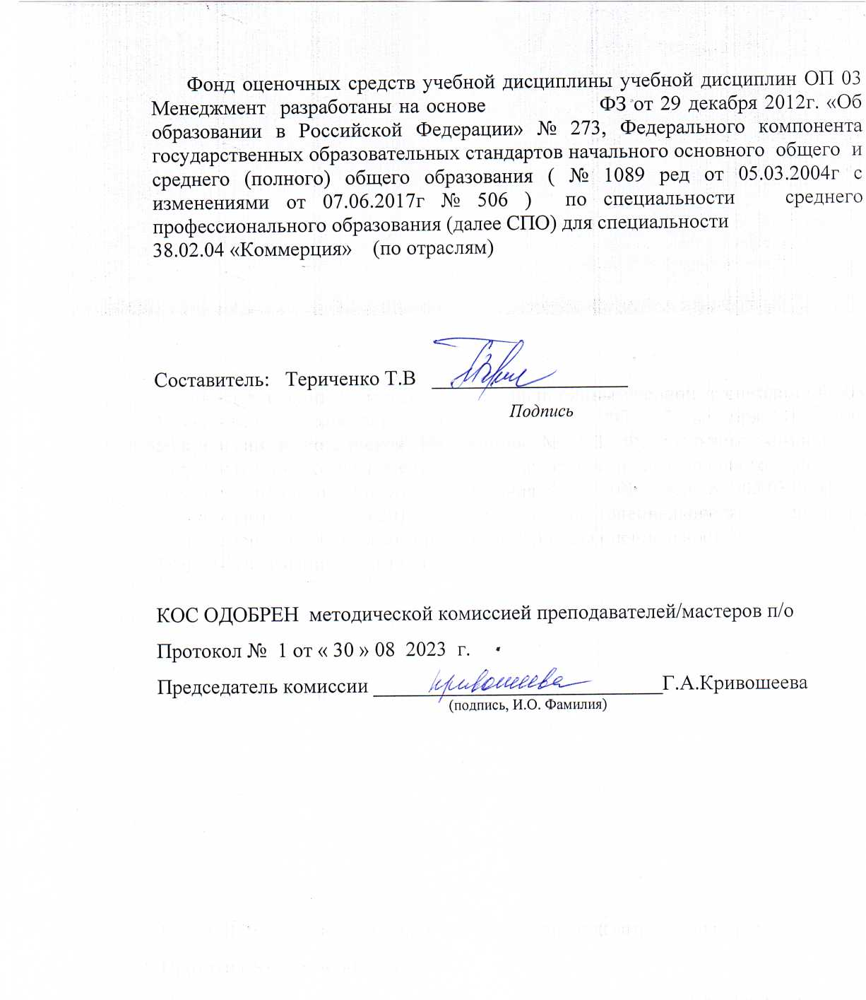 Фонд оценочных средств учебной дисциплины учебной дисциплин ОП 03
Менеджмент разработаны на основе ФЗ от 29 декабря 2012г. «Об
образовании в Российской Федерации» № 273, Федерального компонента
государственных образовательных стандартов начального основного общего и
среднего (полного) общего образования ( № 1089 ред от 05.03.2004г с
изменениями от 07.06.2017г № 506 ) по специальности среднего
профессионального образования (далее СПО) для специальности
38.02.04 «Коммерция» (по отраслям)
Составитель: Териченко Т.В
Подпись
КОС ОДОБРЕН методической комиссией преподавателей/мастеров п/о
Протокол № 1 от « 30 » 08 2023 г.
Председатель комиссии Кривошеева Г.А.Кривошеева
(подпись, И.О. Фамилия)